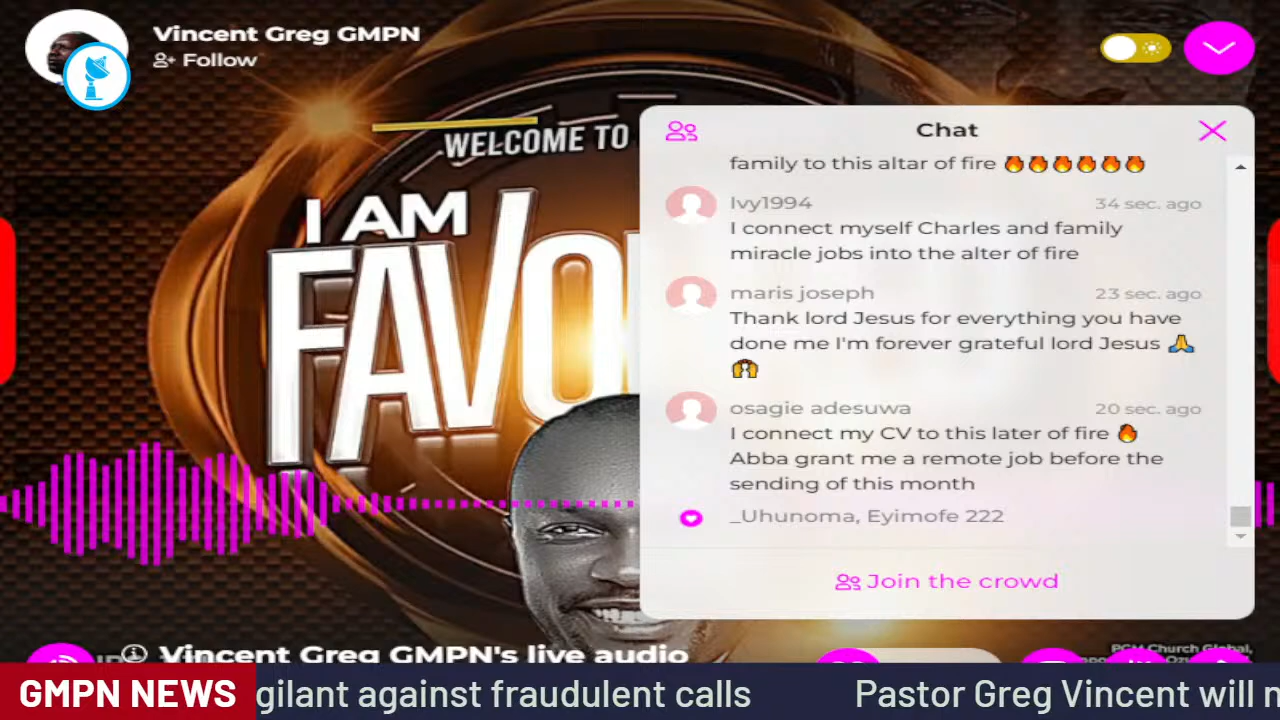 Vincent Greg GMPN
Follow
WELCOME TO
I AM
FAVO
Chat
family to this altar of fire 🔥🔥🔥🔥🔥🔥
Ivy1994
34 sec. ago
I connect myself Charles and family
miracle jobs into the alter of fire
maris joseph
23 sec. ago
Thank lord Jesus for everything you have
done me I'm forever grateful lord Jesus 🙏
🙌
osagie adesuwa
20 sec. ago
I connect my CV to this later of fire 🔥
Abba grant me a remote job before the
sending of this month
_Uhunoma, Eyimofe 222
Join the crowd
Vincent Greg GMPN's live audio
Church Global,
GMPN NEWS
gilant against fraudulent calls
Pastor Greg Vincent will